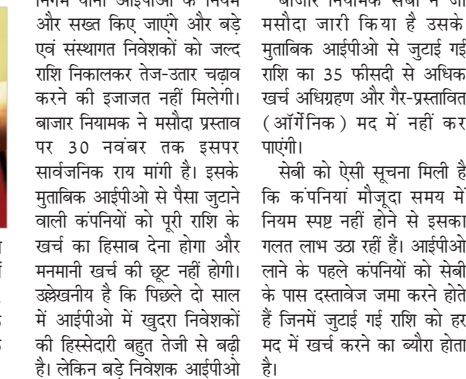 निगम यानी आईपीओ के नियम
और सख्त किए जाएंगे और बड़े
एवं संस्थागत निवेशकों को जल्द
राशि निकालकर तेज-उतार चढ़ाव
करने की इजाजत नहीं मिलेगी।
बाजार नियामक ने मसौदा प्रस्ताव
पर 30 नवंबर तक इसपर
सार्वजनिक राय मांगी है। इसके
मुताबिक आईपीओ से पैसा जुटाने
वाली कंपनियों को पूरी राशि के
खर्च का हिसाब देना होगा और
मनमानी खर्च की छूट नहीं होगी।
उल्लेखनीय है कि पिछले दो साल
में आईपीओ में खुदरा निवेशकों
की हिस्सेदारी बहुत तेजी से बढ़ी
है। लेकिन बड़े निवेशक आईपीओ
बाजार नियामक सेबी ने जो
मसौदा जारी किया है उसके
मुताबिक आईपीओ से जुटाई गई
राशि का 35 फीसदी से अधिक
खर्च अधिग्रहण और गैर-प्रस्तावित
(ऑर्गेनिक) मद में नहीं कर
पाएंगी।
सेबी को ऐसी सूचना मिली है
कि कंपनियां मौजूदा समय में
नियम स्पष्ट नहीं होने से इसका
गलत लाभ उठा रहीं हैं। आईपीओ
लाने के पहले कंपनियों को सेबी
के पास दस्तावेज जमा करने होते
हैं जिनमें जुटाई गई राशि को हर
मद में खर्च करने का ब्यौरा होता
है।